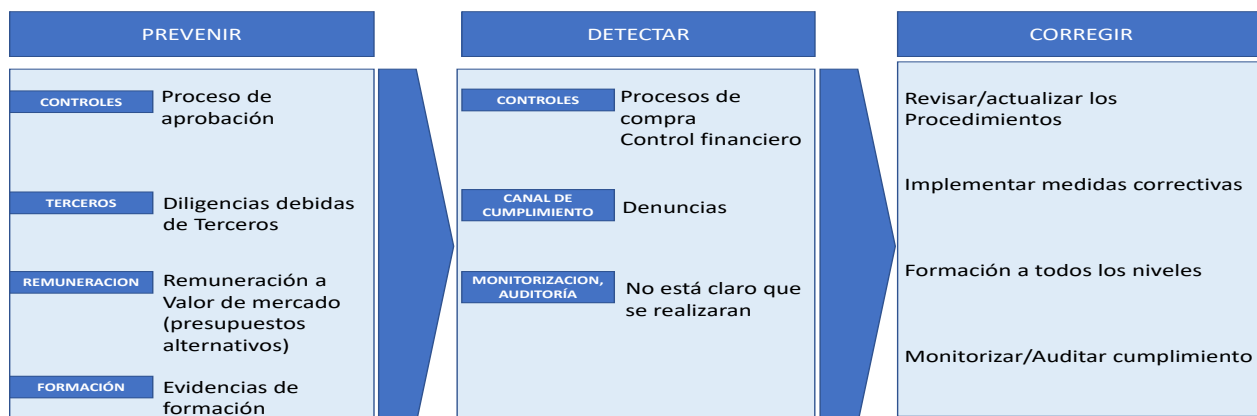 PREVENIR
CONTROLES
Proceso de
aprobación
TERCEROS
Diligencias debidas
de Terceros
REMUNERACION
Remuneración a
Valor de mercado
(presupuestos
alternativos)
FORMACIÓN
Evidencias de
formación
DETECTAR
CONTROLES
Procesos de
compra
Control financiero
CANAL DE
CUMPLIMIENTO
Denuncias
MONITORIZACION,
AUDITORÍA
No está claro que
se realizaran
CORREGIR
Revisar/actualizar los
Procedimientos
Implementar medidas correctivas
Formación a todos los niveles
Monitorizar/Auditar cumplimiento